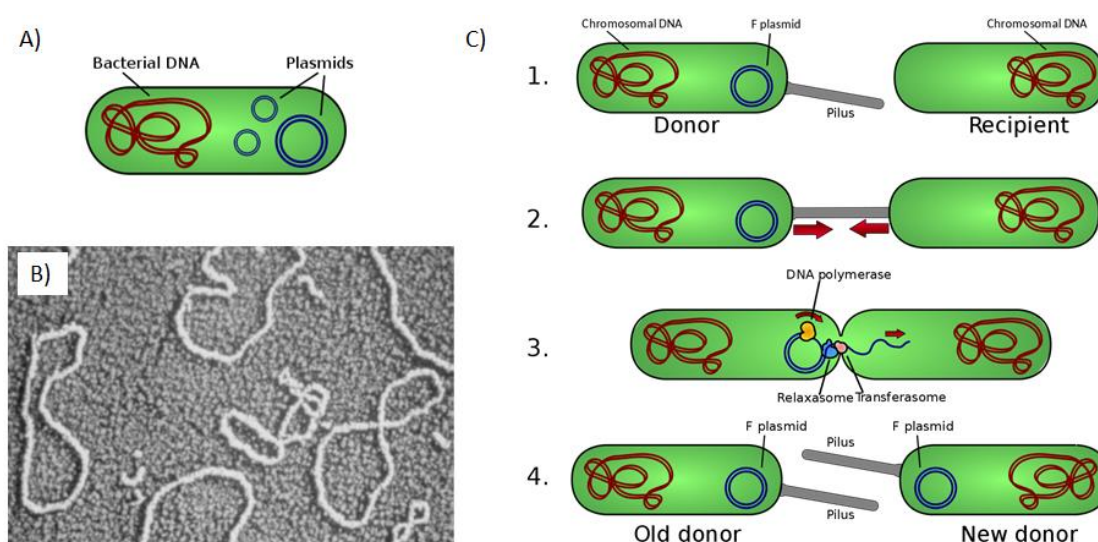 A)
Bacterial DNA Plasmids
B)
C)
Chromosomal DNA F plasmid Chromosomal DNA
1.
Pilus
Donor Recipient
2.
DNA polymerase
3.
Relaxasome Transferasome
F plasmid Pilus F plasmid
4.
Pilus
Old donor New donor